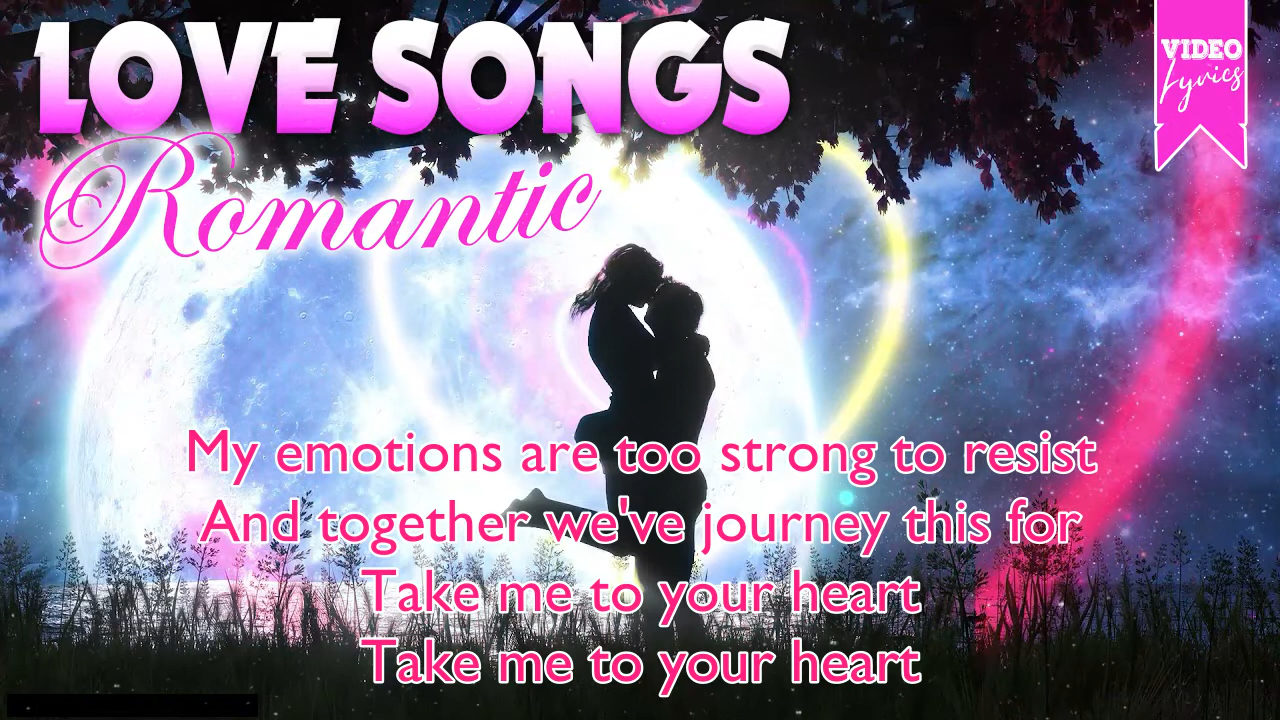 LOVE SONGS
Romantic
VIDEO
Lyrics
My emotions are too strong to resist
And together we've journey this for
Take me to your heart
Take me to your heart